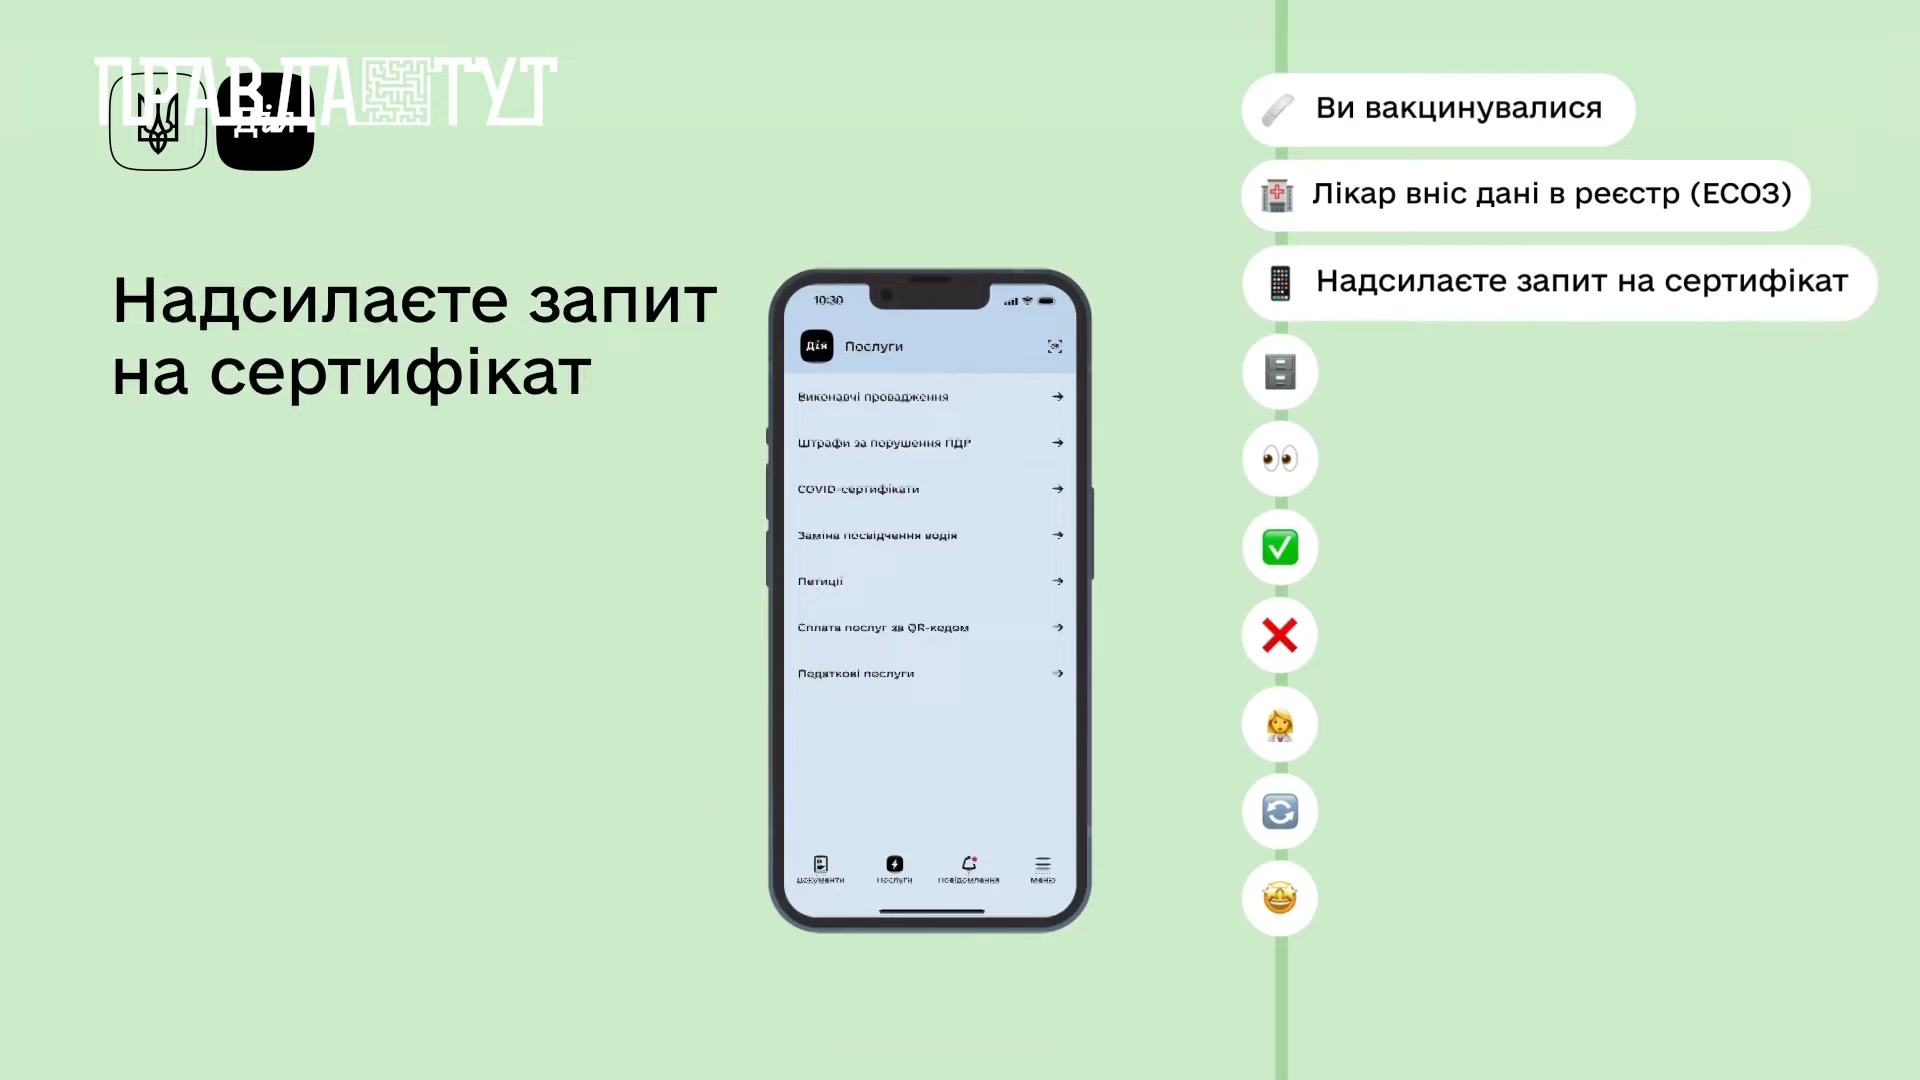 ПРАВДА ТУТ
Дія
Надсилаєте запит
на сертифікат
10:30
Дія Послуги
Виконавчі провадження
Штрафи за порушення ПДР
COVID-сертифікати
Заміна посвідчення водія
Петиції
Сплата послуг за QR-кодом
Податкові послуги
Документи Послуги Повідомлення Меню
Ви вакцинувалися
Лікар вніс дані в реєстр (ЕСОЗ)
Надсилаєте запит на сертифікат